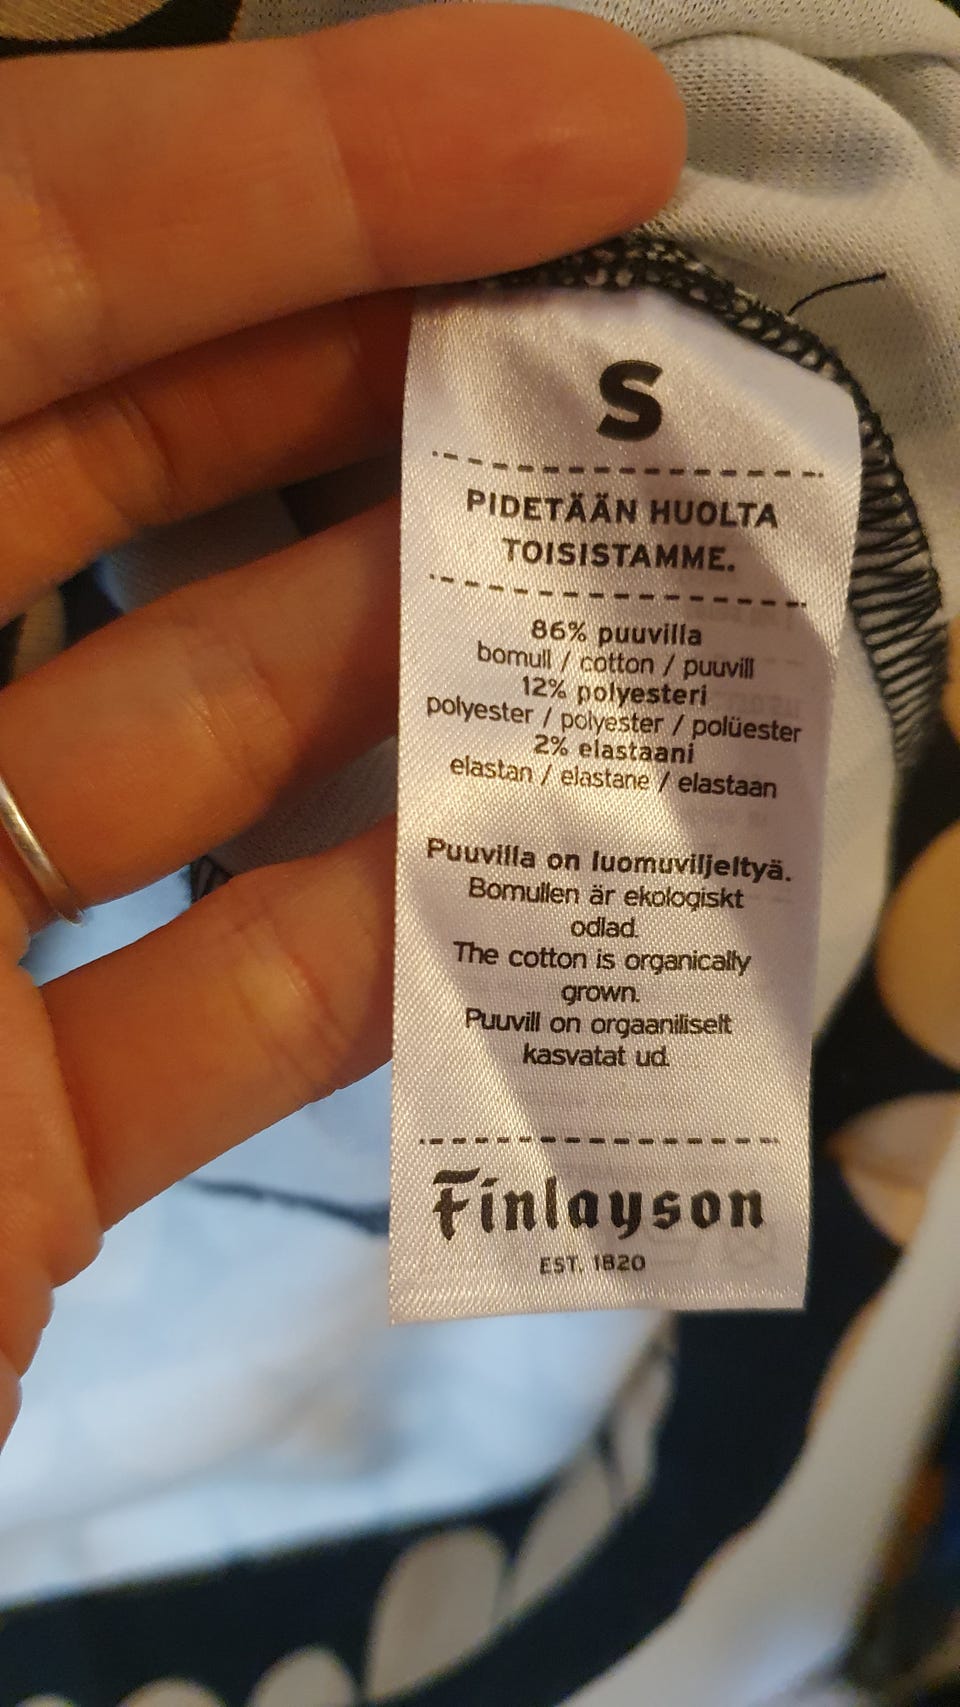 S
PIDETÄÄN HUOLTA
TOISISTAMME.
86% puuvilla
bomull / cotton / puuvill
12% polyesteri
polyester / polyester / polüester
2% elastaani
elastan / elastane / elastaan
Puuvilla on luomuviljeltyä.
Bomullen är ekologiskt
odlad.
The cotton is organically
grown.
Puuvill on orgaaniliselt
kasvatat ud.
Finlayson
EST. 1820